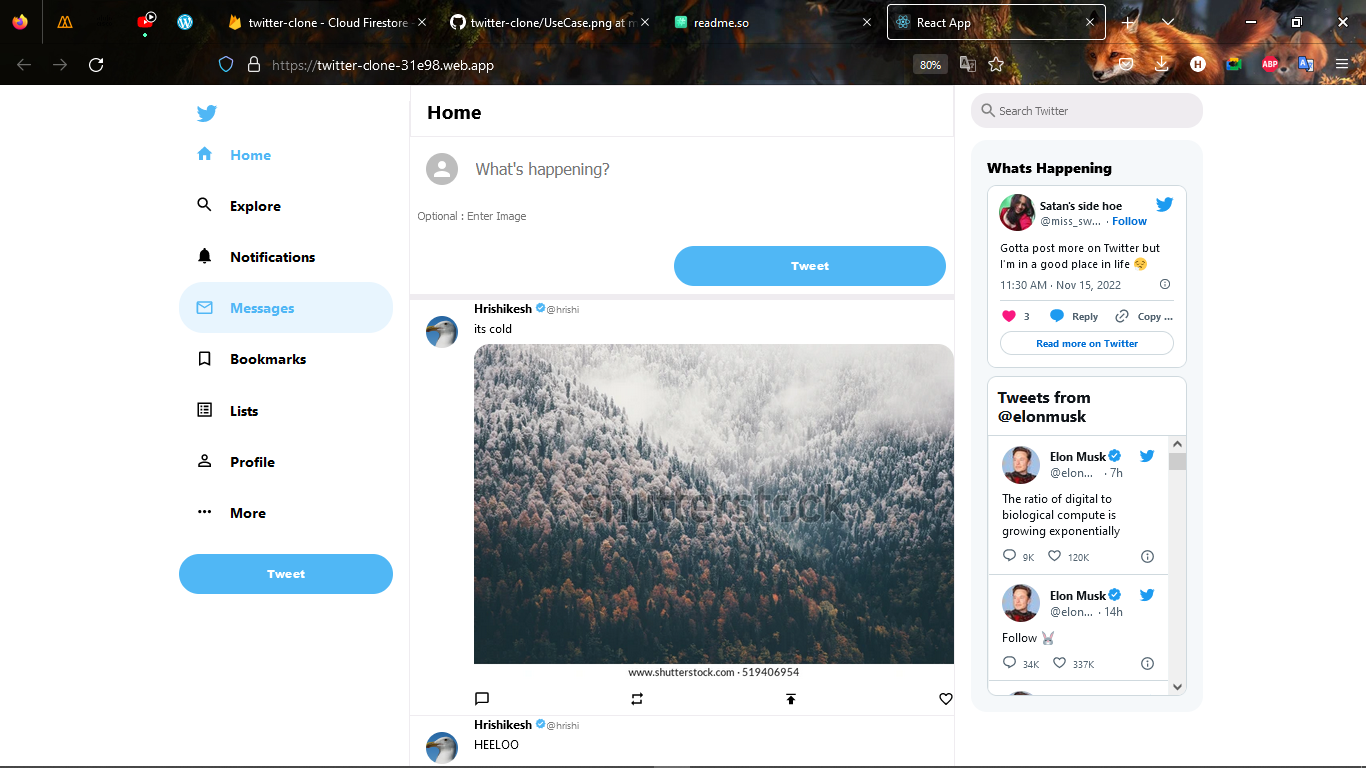 twitter-clone - Cloud Firestore -
twitter-clone/UseCase.png at m
readme.so
React App
https://twitter-clone-31e98.web.app
80%
H
ABP
Home
Explore
Notifications
Messages
Bookmarks
Lists
Profile
More
Tweet
Home
What's happening?
Optional : Enter Image
Tweet
Hrishikesh @hrishi
its cold
shutterstock
www.shutterstock.com · 519406954
Hrishikesh @hrishi
HEELOO
Search Twitter
Whats Happening
Satan's side hoe
@miss_sw... · Follow
Gotta post more on Twitter but
I'm in a good place in life
11:30 AM · Nov 15, 2022
3 Reply Copy ...
Read more on Twitter
Tweets from
@elonmusk
Elon Musk
@elon... · 7h
The ratio of digital to
biological compute is
growing exponentially
9K 120K
Elon Musk
@elon... · 14h
Follow
34K 337K